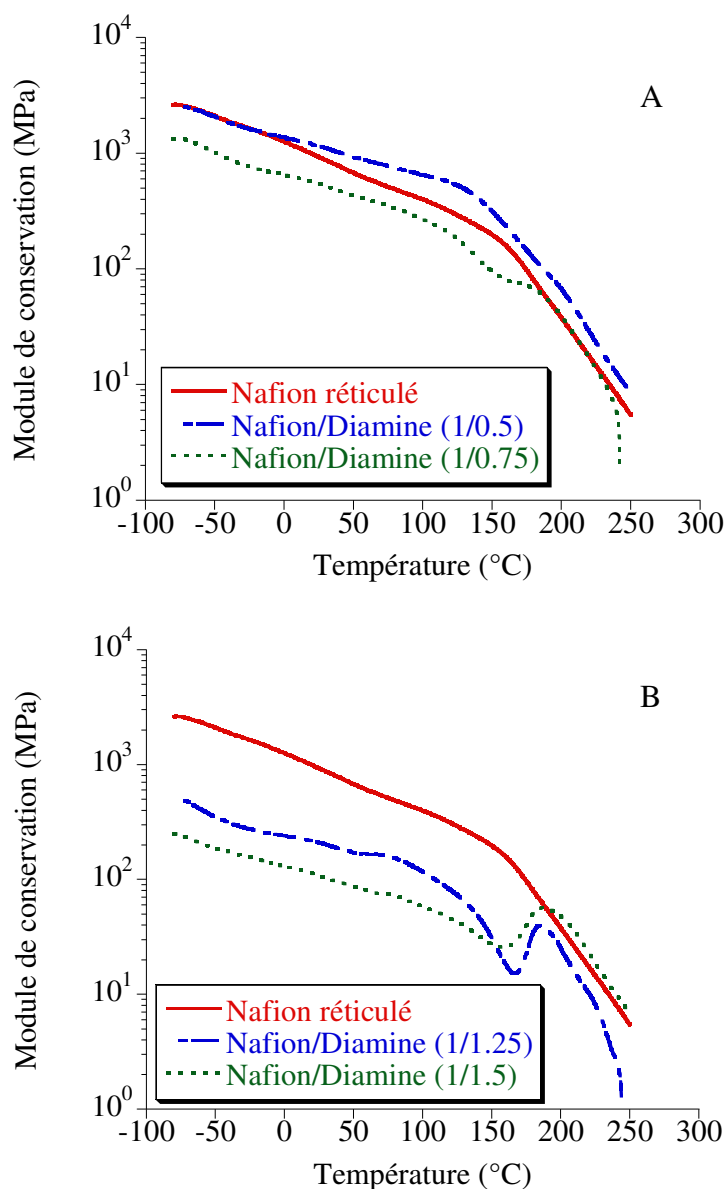 A
Module de conservation (MPa)
10^4
10^3
10^2
10^1
10^0
Nafion réticulé
Nafion/Diamine (1/0.5)
Nafion/Diamine (1/0.75)
-100 -50 0 50 100 150 200 250 300
Température (°C)
B
Module de conservation (MPa)
10^4
10^3
10^2
10^1
10^0
Nafion réticulé
Nafion/Diamine (1/1.25)
Nafion/Diamine (1/1.5)
-100 -50 0 50 100 150 200 250 300
Température (°C)